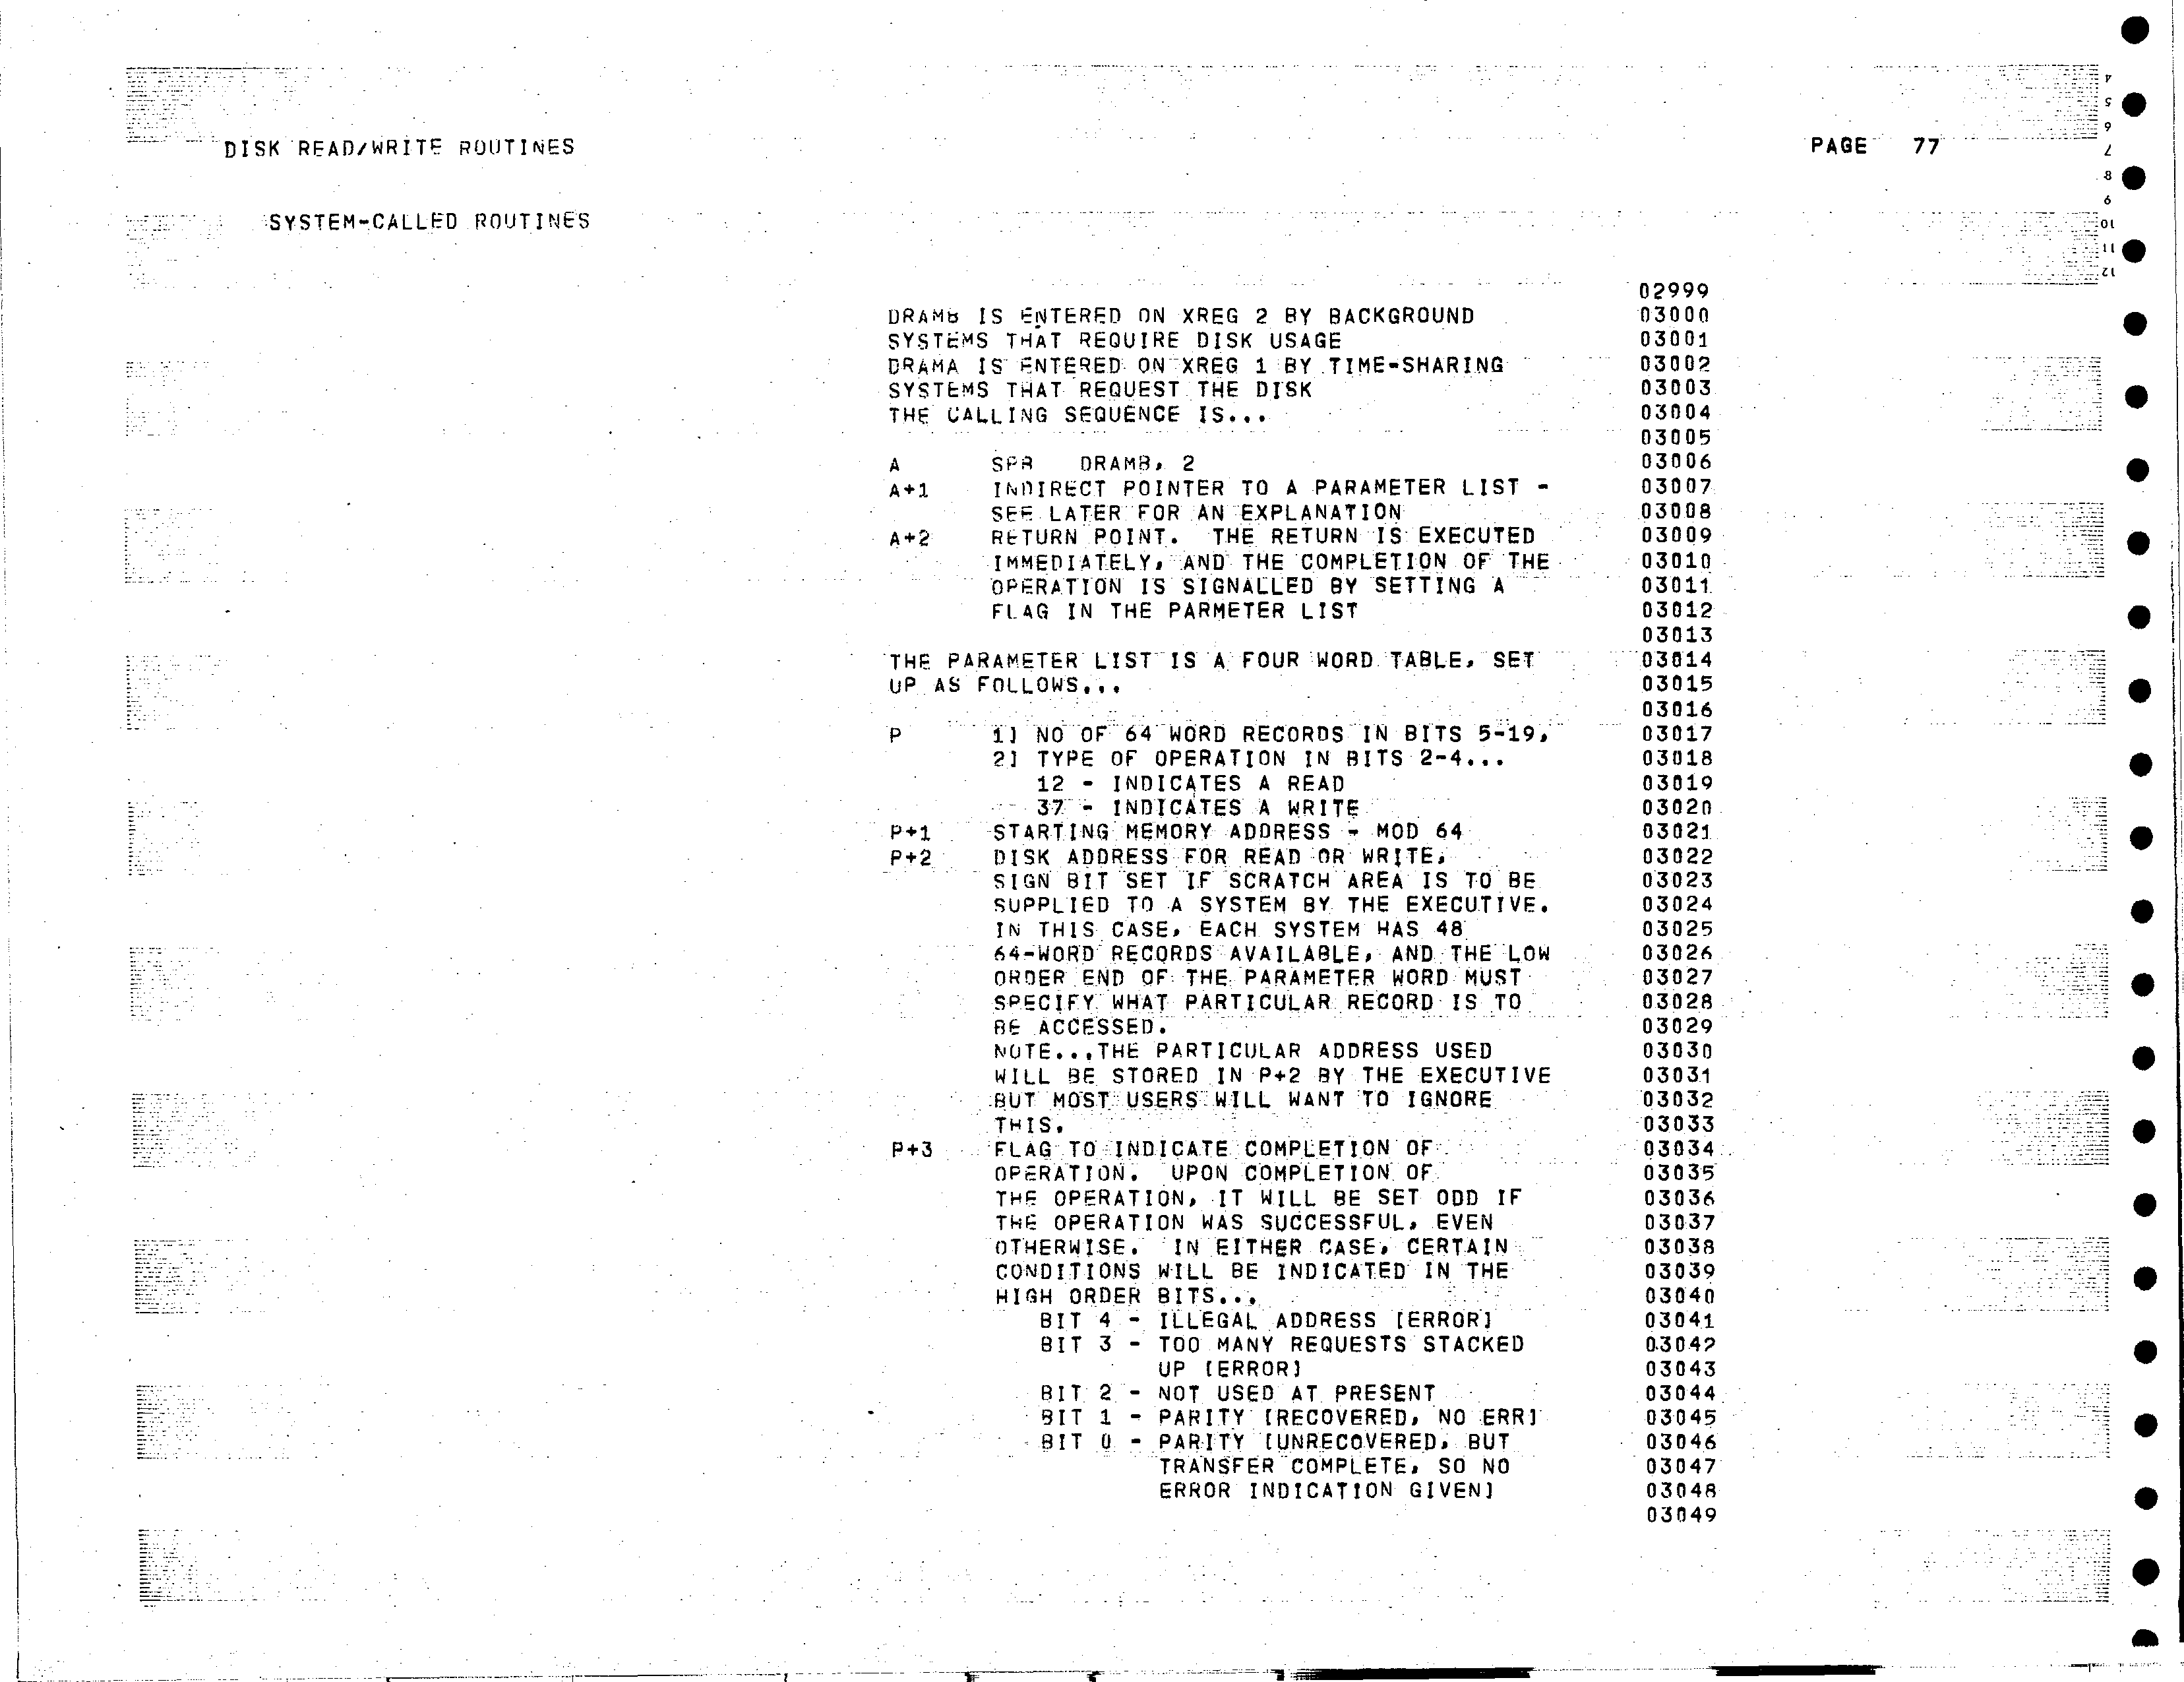 DISK READ/WRITE ROUTINES PAGE 77
SYSTEM-CALLED ROUTINES
02999
DRAMB IS ENTERED ON XREG 2 BY BACKGROUND 03000
SYSTEMS THAT REQUIRE DISK USAGE 03001
DRAMA IS ENTERED ON XREG 1 BY TIME-SHARING 03002
SYSTEMS THAT REQUEST THE DISK 03003
THE CALLING SEQUENCE IS... 03004
03005
A SPB DRAMB, 2 03006
A+1 INDIRECT POINTER TO A PARAMETER LIST - 03007
SEE LATER FOR AN EXPLANATION 03008
A+2 RETURN POINT. THE RETURN IS EXECUTED 03009
IMMEDIATELY, AND THE COMPLETION OF THE 03010
OPERATION IS SIGNALLED BY SETTING A 03011
FLAG IN THE PARMETER LIST 03012
03013
THE PARAMETER LIST IS A FOUR WORD TABLE, SET 03014
UP AS FOLLOWS... 03015
03016
P 1] NO OF 64 WORD RECORDS IN BITS 5-19, 03017
2] TYPE OF OPERATION IN BITS 2-4... 03018
12 - INDICATES A READ 03019
37 - INDICATES A WRITE 03020
P+1 STARTING MEMORY ADDRESS - MOD 64 03021
P+2 DISK ADDRESS FOR READ OR WRITE, 03022
SIGN BIT SET IF SCRATCH AREA IS TO BE 03023
SUPPLIED TO A SYSTEM BY THE EXECUTIVE. 03024
IN THIS CASE, EACH SYSTEM HAS 48 03025
64-WORD RECORDS AVAILABLE, AND THE LOW 03026
ORDER END OF THE PARAMETER WORD MUST 03027
SPECIFY WHAT PARTICULAR RECORD IS TO 03028
BE ACCESSED. 03029
NOTE...THE PARTICULAR ADDRESS USED 03030
WILL BE STORED IN P+2 BY THE EXECUTIVE 03031
BUT MOST USERS WILL WANT TO IGNORE 03032
THIS. 03033
P+3 FLAG TO INDICATE COMPLETION OF 03034
OPERATION. UPON COMPLETION OF 03035
THE OPERATION, IT WILL BE SET ODD IF 03036
THE OPERATION WAS SUCCESSFUL, EVEN 03037
OTHERWISE. IN EITHER CASE, CERTAIN 03038
CONDITIONS WILL BE INDICATED IN THE 03039
HIGH ORDER BITS... 03040
BIT 4 - ILLEGAL ADDRESS [ERROR] 03041
BIT 3 - TOO MANY REQUESTS STACKED 03042
UP [ERROR] 03043
BIT 2 - NOT USED AT PRESENT 03044
BIT 1 - PARITY [RECOVERED, NO ERR] 03045
BIT 0 - PARITY [UNRECOVERED, BUT 03046
TRANSFER COMPLETE, SO NO 03047
ERROR INDICATION GIVEN] 03048
03049
4
5
6
7
8
9
10
11
12